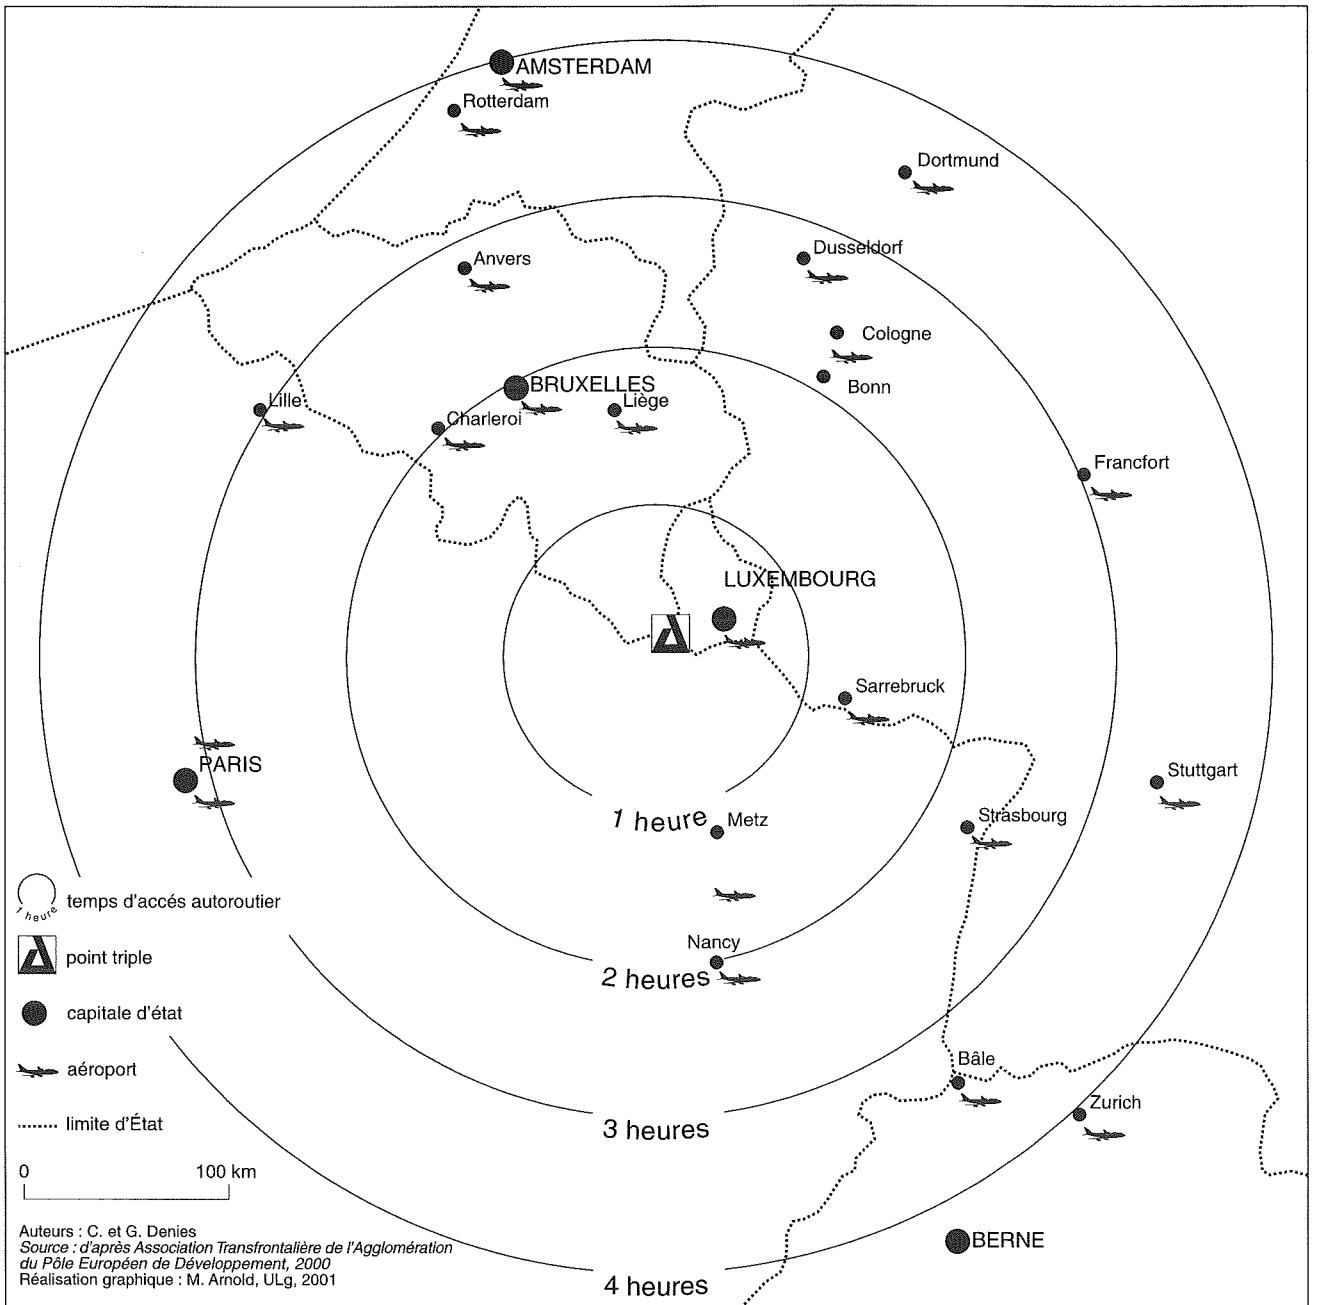 AMSTERDAM
Rotterdam
Dortmund
Anvers
Dusseldorf
Cologne
Bonn
BRUXELLES
Lille
Liège
Charleroi
Francfort
LUXEMBOURG
Sarrebruck
PARIS
Stuttgart
1 heure
Metz
Strasbourg
Nancy
2 heures
Bâle
Zurich
3 heures
BERNE
4 heures
1 heure
temps d'accés autoroutier
point triple
capitale d'état
aéroport
limite d'État
0 100 km
Auteurs : C. et G. Denies
Source : d'après Association Transfrontalière de l'Agglomération
du Pôle Européen de Développement, 2000
Réalisation graphique : M. Arnold, ULg, 2001